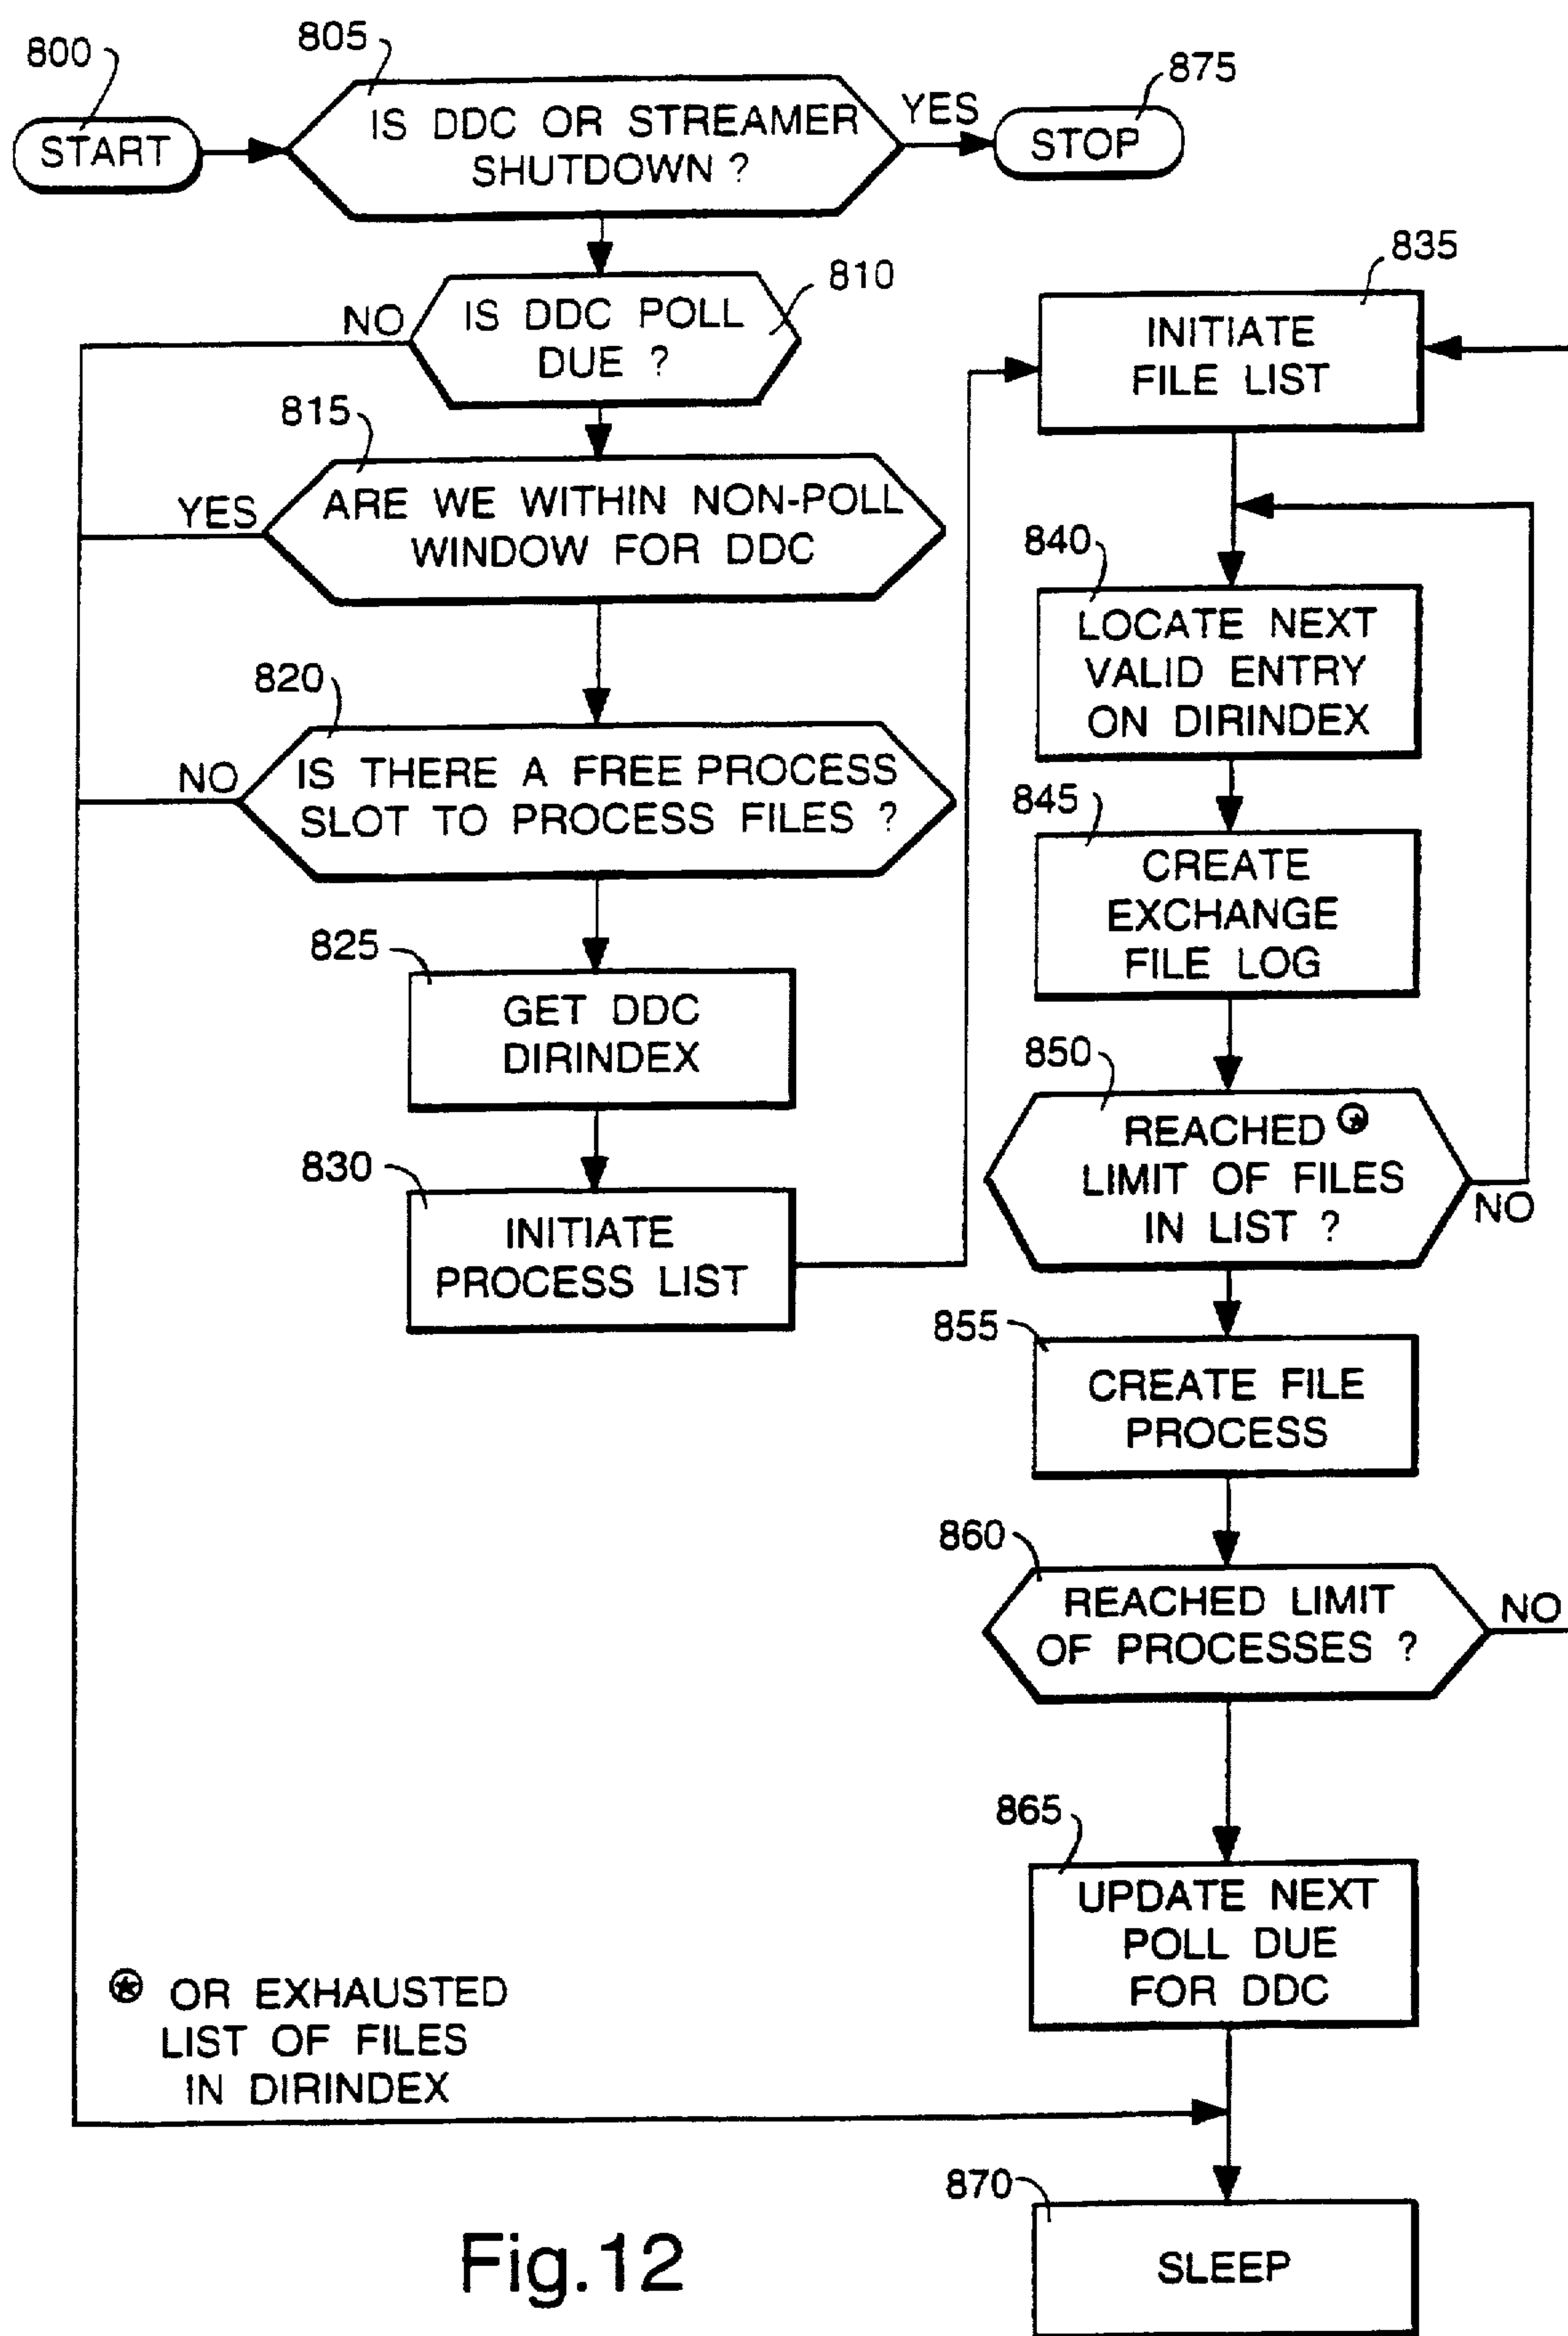 800
START
805
IS DDC OR STREAMER
SHUTDOWN ?
YES
875
STOP
810
NO
IS DDC POLL
DUE ?
815
YES
ARE WE WITHIN NON-POLL
WINDOW FOR DDC
820
NO
IS THERE A FREE PROCESS
SLOT TO PROCESS FILES ?
825
GET DDC
DIRINDEX
830
INITIATE
PROCESS LIST
835
INITIATE
FILE LIST
840
LOCATE NEXT
VALID ENTRY
ON DIRINDEX
845
CREATE
EXCHANGE
FILE LOG
850
REACHED ⍟
LIMIT OF FILES
IN LIST ?
NO
855
CREATE FILE
PROCESS
860
REACHED LIMIT
OF PROCESSES ?
NO
865
UPDATE NEXT
POLL DUE
FOR DDC
⍟ OR EXHAUSTED
LIST OF FILES
IN DIRINDEX
870
SLEEP
Fig.12